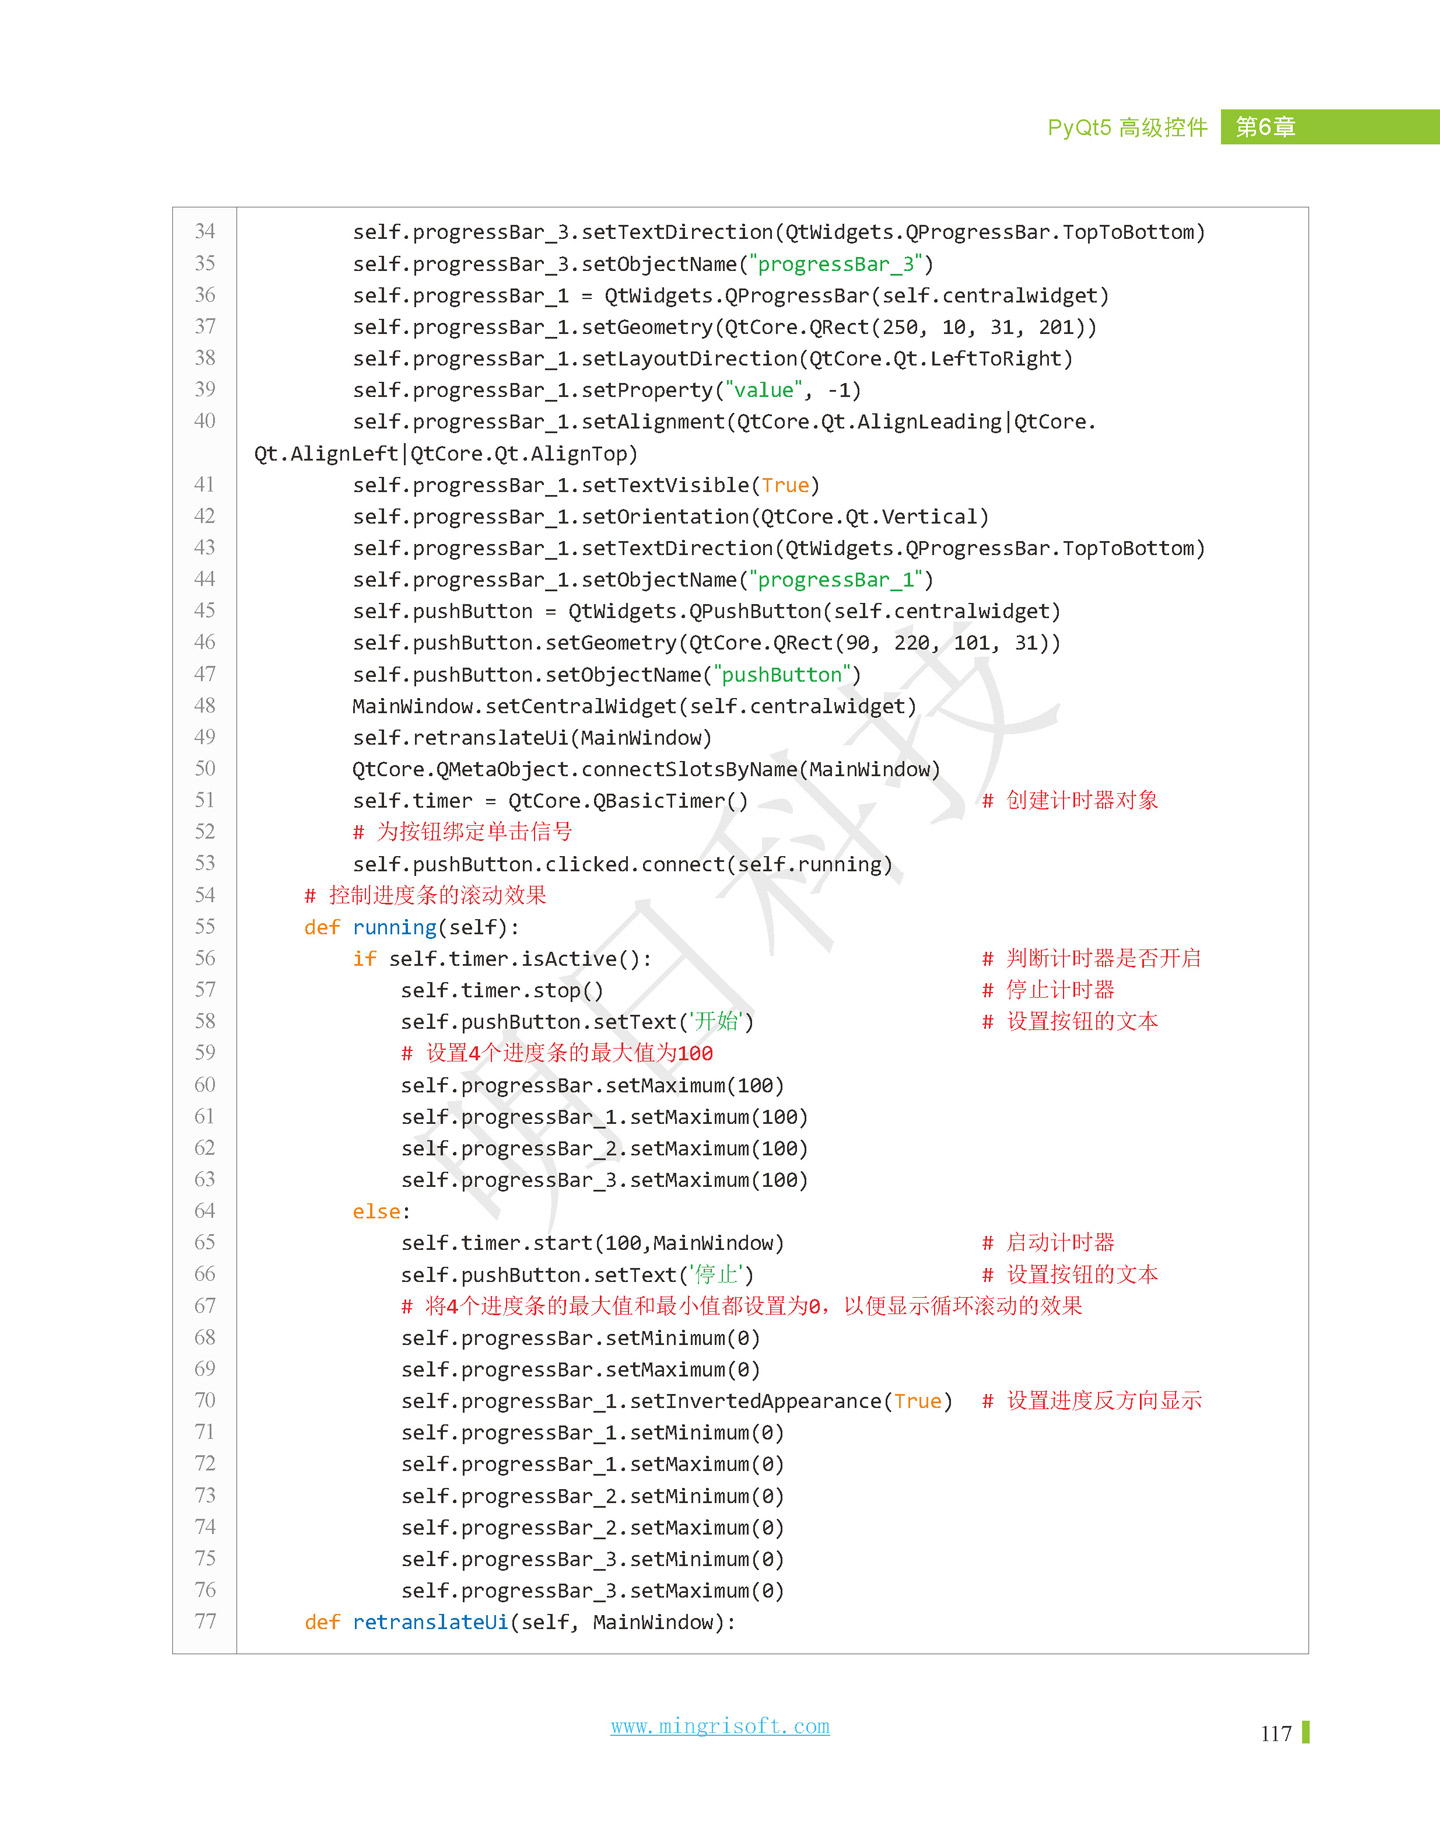 PyQt5 高级控件 第6章
34 self.progressBar_3.setTextDirection(QtWidgets.QProgressBar.TopToBottom)
35 self.progressBar_3.setObjectName("progressBar_3")
36 self.progressBar_1 = QtWidgets.QProgressBar(self.centralwidget)
37 self.progressBar_1.setGeometry(QtCore.QRect(250, 10, 31, 201))
38 self.progressBar_1.setLayoutDirection(QtCore.Qt.LeftToRight)
39 self.progressBar_1.setProperty("value", -1)
40 self.progressBar_1.setAlignment(QtCore.Qt.AlignLeading|QtCore.
Qt.AlignLeft|QtCore.Qt.AlignTop)
41 self.progressBar_1.setTextVisible(True)
42 self.progressBar_1.setOrientation(QtCore.Qt.Vertical)
43 self.progressBar_1.setTextDirection(QtWidgets.QProgressBar.TopToBottom)
44 self.progressBar_1.setObjectName("progressBar_1")
45 self.pushButton = QtWidgets.QPushButton(self.centralwidget)
46 self.pushButton.setGeometry(QtCore.QRect(90, 220, 101, 31))
47 self.pushButton.setObjectName("pushButton")
48 MainWindow.setCentralWidget(self.centralwidget)
49 self.retranslateUi(MainWindow)
50 QtCore.QMetaObject.connectSlotsByName(MainWindow)
51 self.timer = QtCore.QBasicTimer() # 创建计时器对象
52 # 为按钮绑定单击信号
53 self.pushButton.clicked.connect(self.running)
54 # 控制进度条的滚动效果
55 def running(self):
56 if self.timer.isActive(): # 判断计时器是否开启
57 self.timer.stop() # 停止计时器
58 self.pushButton.setText('开始') # 设置按钮的文本
59 # 设置4个进度条的最大值为100
60 self.progressBar.setMaximum(100)
61 self.progressBar_1.setMaximum(100)
62 self.progressBar_2.setMaximum(100)
63 self.progressBar_3.setMaximum(100)
64 else:
65 self.timer.start(100,MainWindow) # 启动计时器
66 self.pushButton.setText('停止') # 设置按钮的文本
67 # 将4个进度条的最大值和最小值都设置为0，以便显示循环滚动的效果
68 self.progressBar.setMinimum(0)
69 self.progressBar.setMaximum(0)
70 self.progressBar_1.setInvertedAppearance(True) # 设置进度反方向显示
71 self.progressBar_1.setMinimum(0)
72 self.progressBar_1.setMaximum(0)
73 self.progressBar_2.setMinimum(0)
74 self.progressBar_2.setMaximum(0)
75 self.progressBar_3.setMinimum(0)
76 self.progressBar_3.setMaximum(0)
77 def retranslateUi(self, MainWindow):
明日科技
www.mingrisoft.com
117